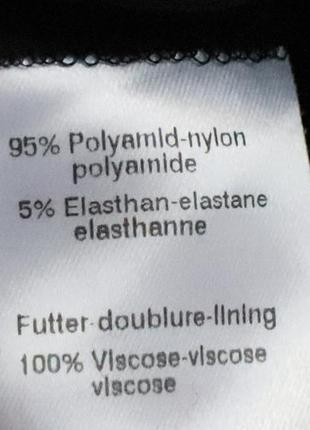 95% Polyamid-nylon
polyamide
5% Elasthan-elastane
elasthanne
Futter-doublure-lining
100% Viscose-viscose
viscose